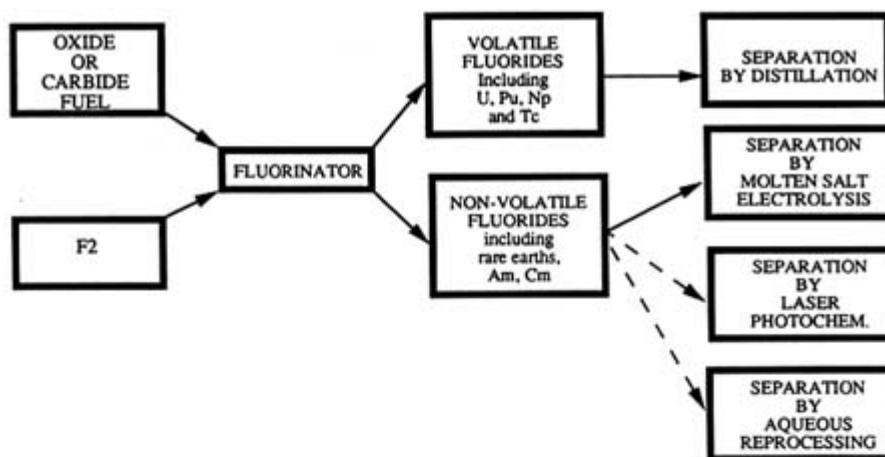 OXIDE
OR
CARBIDE
FUEL
F2
FLUORINATOR
VOLATILE
FLUORIDES
Including
U, Pu, Np
and Tc
NON-VOLATILE
FLUORIDES
including
rare earths,
Am, Cm
SEPARATION
BY DISTILLATION
SEPARATION
BY
MOLTEN SALT
ELECTROLYSIS
SEPARATION
BY
LASER
PHOTOCHEM.
SEPARATION
BY
AQUEOUS
REPROCESSING